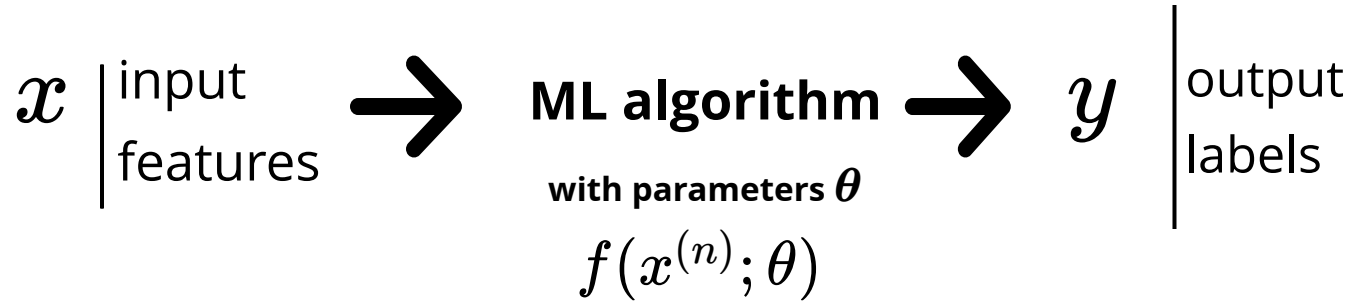 x
input
features
ML algorithm
with parameters θ
f(x^{(n)}; θ)
y
output
labels